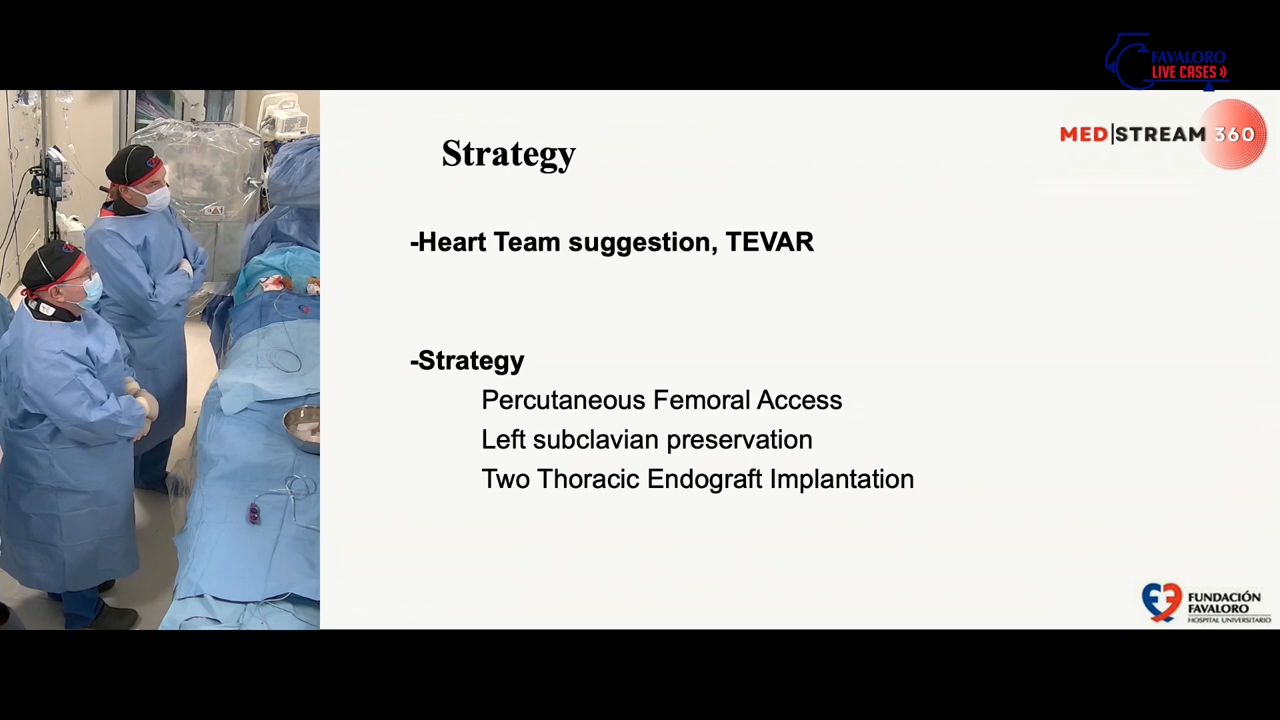 FAVALORO
LIVE CASES
MED|STREAM 360
Strategy
-Heart Team suggestion, TEVAR
-Strategy
Percutaneous Femoral Access
Left subclavian preservation
Two Thoracic Endograft Implantation
FUNDACIÓN
FAVALORO
HOSPITAL UNIVERSITARIO